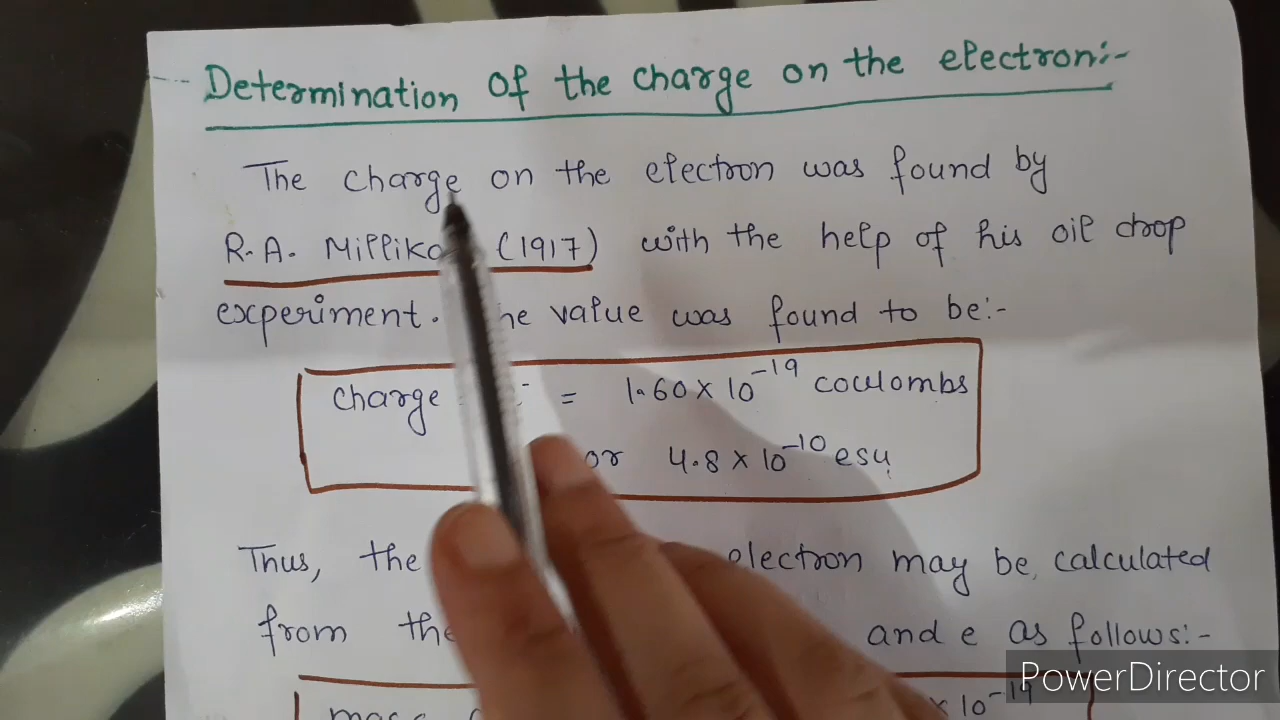 Determination of the charge on the electron:-
The charge on the electron was found by
R.A. Millikan (1917) with the help of his oil drop
experiment. The value was found to be:-
Charge = 1.60 × 10⁻¹⁹ coulombs
or 4.8 × 10⁻¹⁰ esu
Thus, the electron may be calculated
from the and e as follows:-
mass × 10⁻¹⁹
PowerDirector